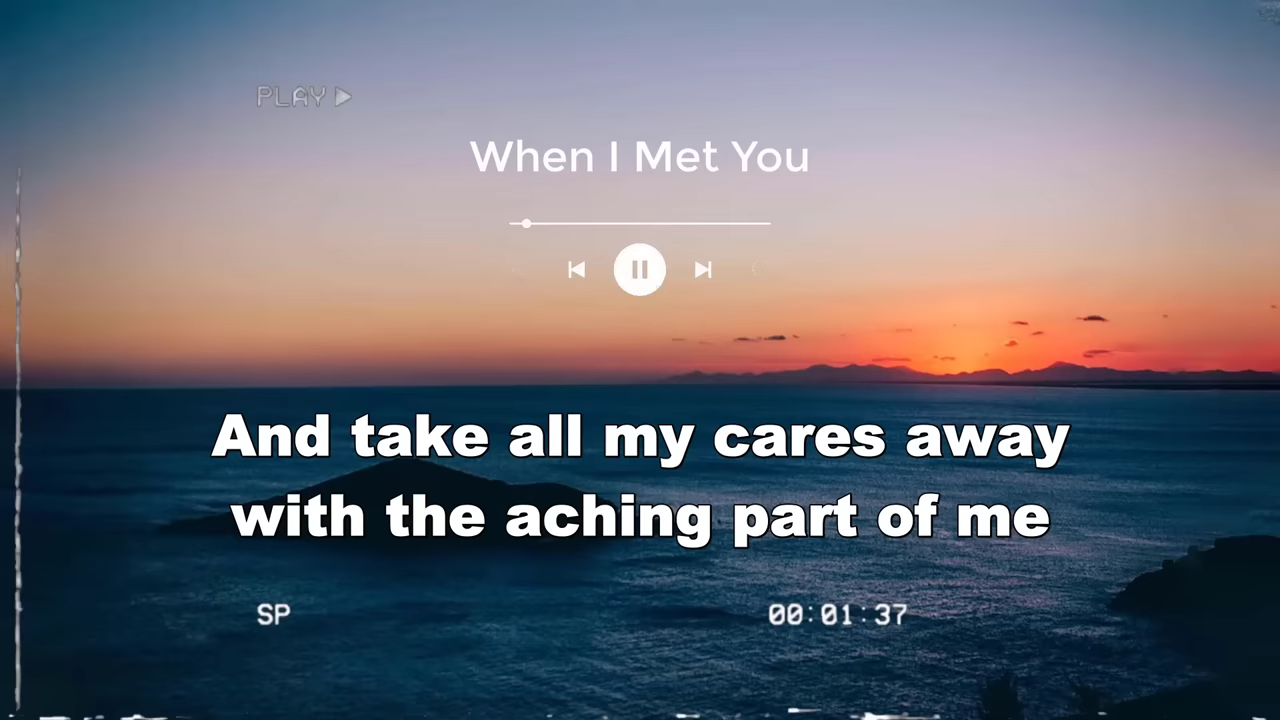 PLAY
When I Met You
And take all my cares away
with the aching part of me
SP 00:01:37